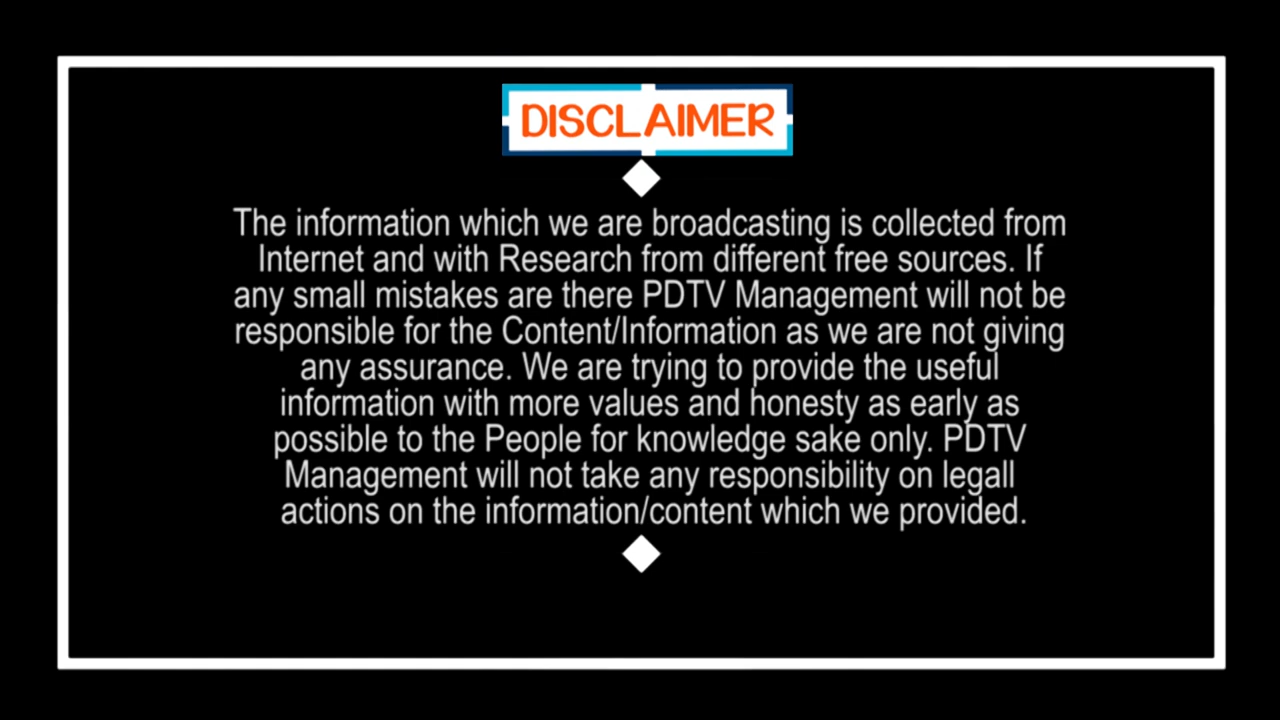 DISCLAIMER
The information which we are broadcasting is collected from
Internet and with Research from different free sources. If
any small mistakes are there PDTV Management will not be
responsible for the Content/Information as we are not giving
any assurance. We are trying to provide the useful
information with more values and honesty as early as
possible to the People for knowledge sake only. PDTV
Management will not take any responsibility on legall
actions on the information/content which we provided.